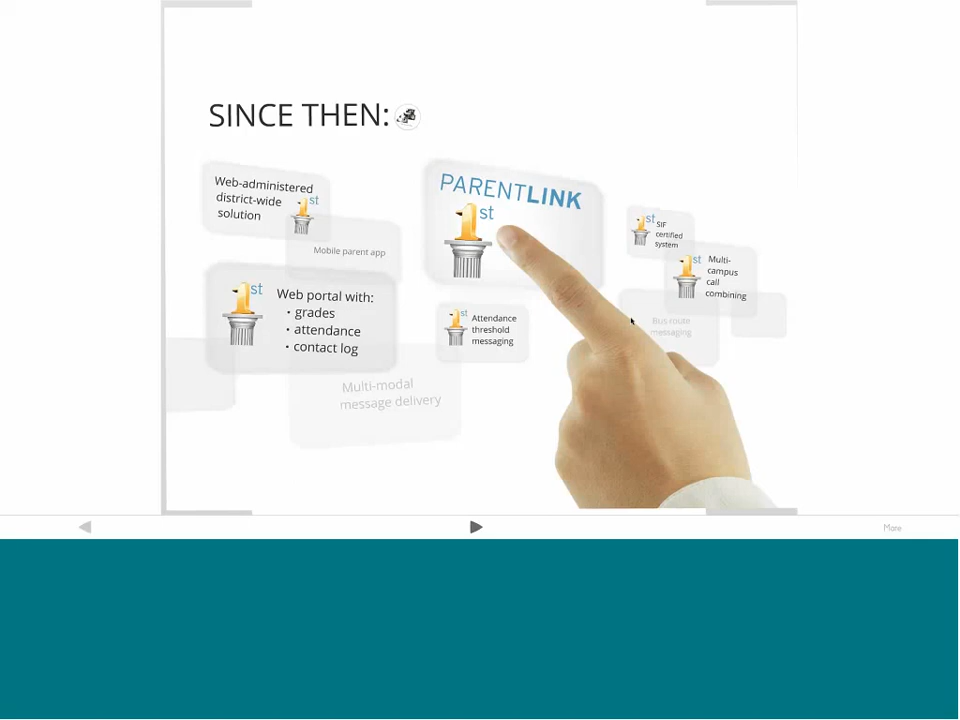 SINCE THEN:
Web-administered
district-wide
solution
1st
Mobile parent app
PARENTLINK
1st
1st
SIF
certified
system
1st
Multi-
campus
call
combining
1st
Web portal with:
• grades
• attendance
• contact log
1st
Attendance
threshold
messaging
Bus route
messaging
Multi-modal
message delivery
More